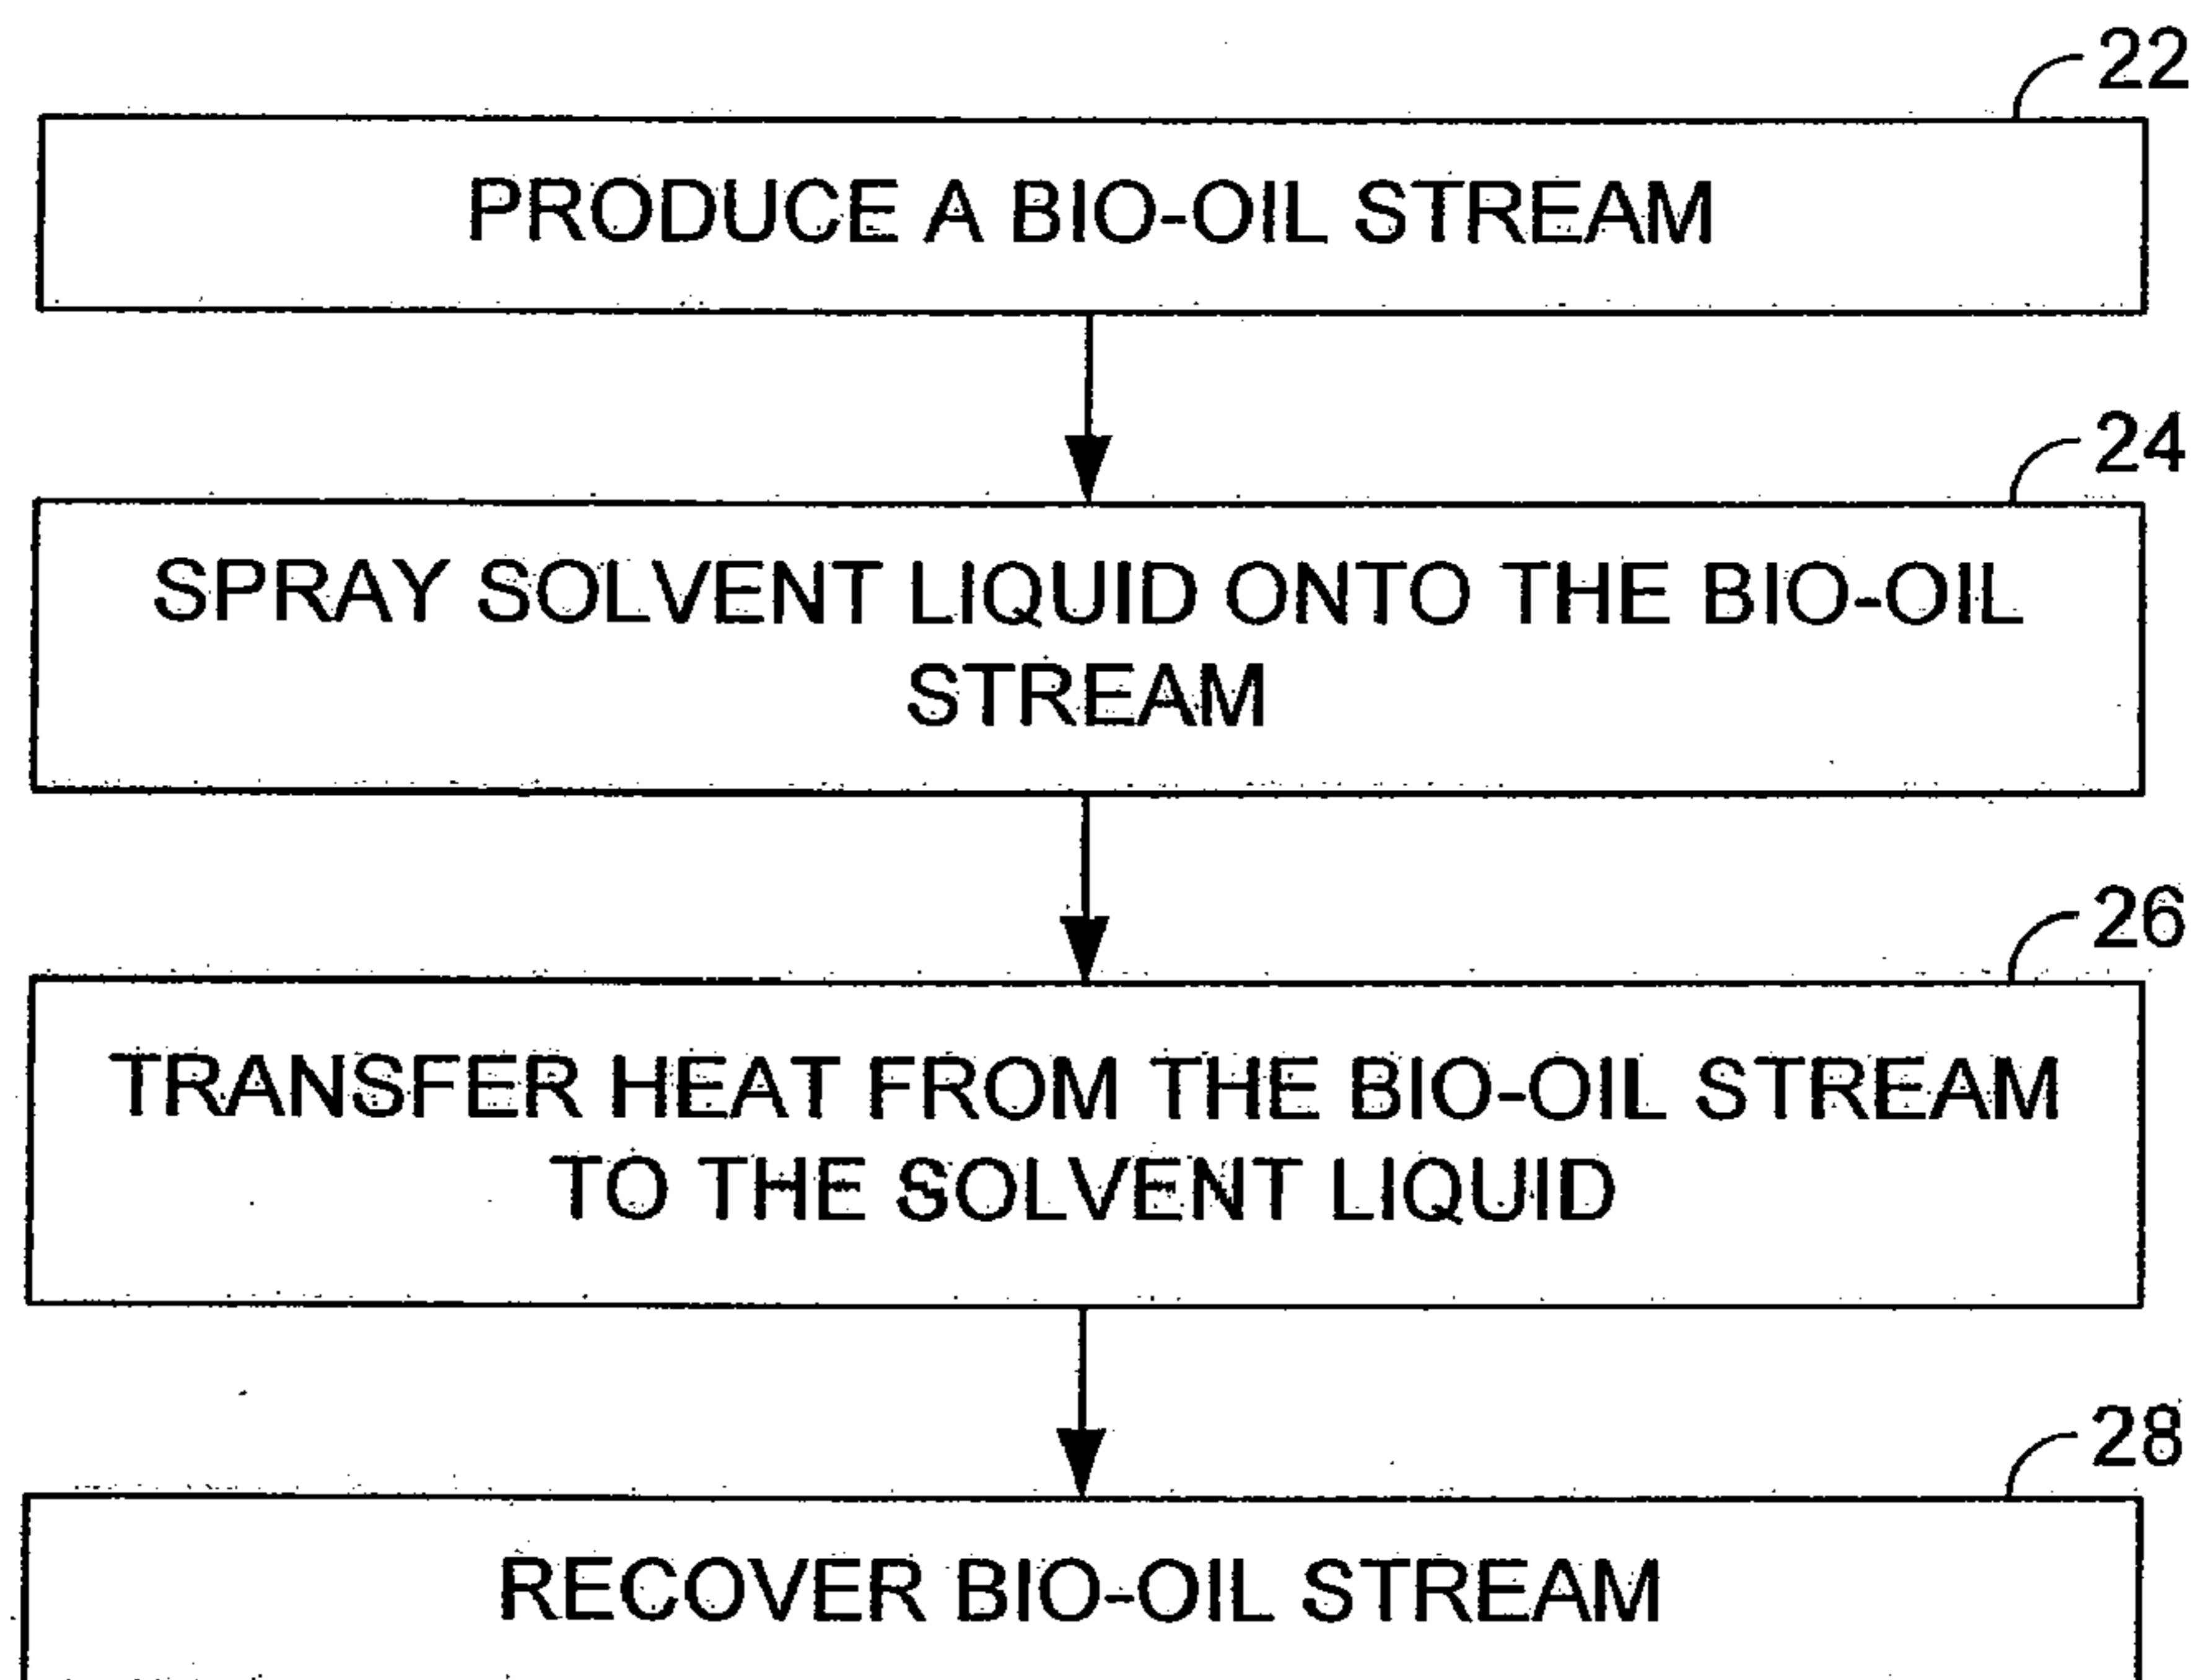 22
PRODUCE A BIO-OIL STREAM
24
SPRAY SOLVENT LIQUID ONTO THE BIO-OIL
STREAM
26
TRANSFER HEAT FROM THE BIO-OIL STREAM
TO THE SOLVENT LIQUID
28
RECOVER BIO-OIL STREAM